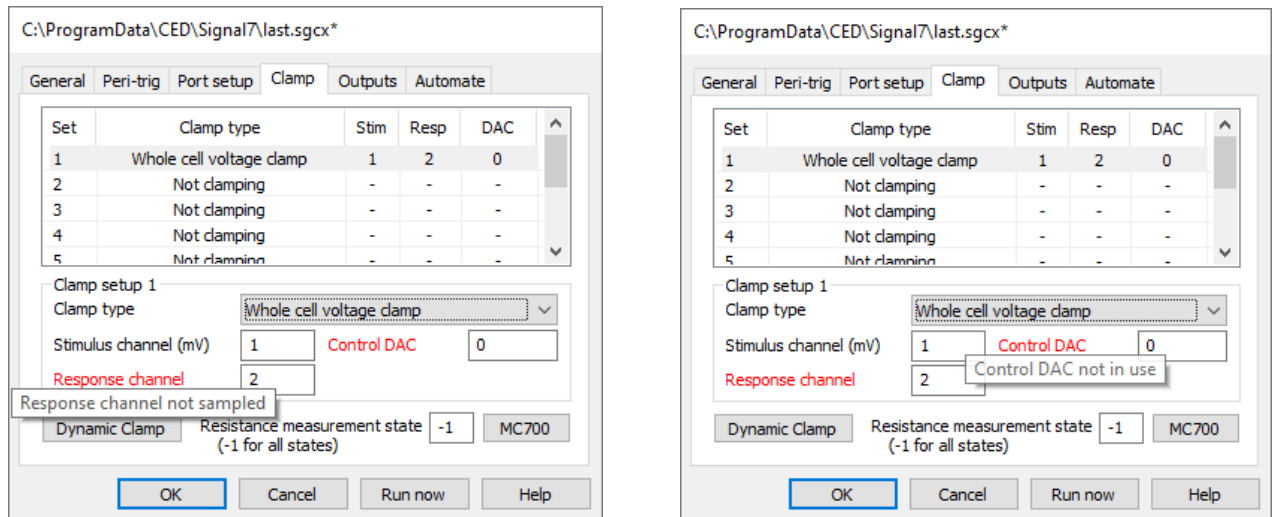 C:\ProgramData\CED\Signal7\last.sgcx*
General Peri-trig Port setup Clamp Outputs Automate
Set Clamp type Stim Resp DAC
1 Whole cell voltage clamp 1 2 0
2 Not clamping - - -
3 Not clamping - - -
4 Not clamping - - -
5 Not clamping - - -
Clamp setup 1
Clamp type Whole cell voltage clamp
Stimulus channel (mV) 1 Control DAC 0
Response channel 2
Response channel not sampled
Dynamic Clamp Resistance measurement state -1 MC700
(-1 for all states)
OK Cancel Run now Help
C:\ProgramData\CED\Signal7\last.sgcx*
General Peri-trig Port setup Clamp Outputs Automate
Set Clamp type Stim Resp DAC
1 Whole cell voltage clamp 1 2 0
2 Not clamping - - -
3 Not clamping - - -
4 Not clamping - - -
5 Not clamping - - -
Clamp setup 1
Clamp type Whole cell voltage clamp
Stimulus channel (mV) 1 Control DAC 0
Control DAC not in use
Response channel 2
Dynamic Clamp Resistance measurement state -1 MC700
(-1 for all states)
OK Cancel Run now Help